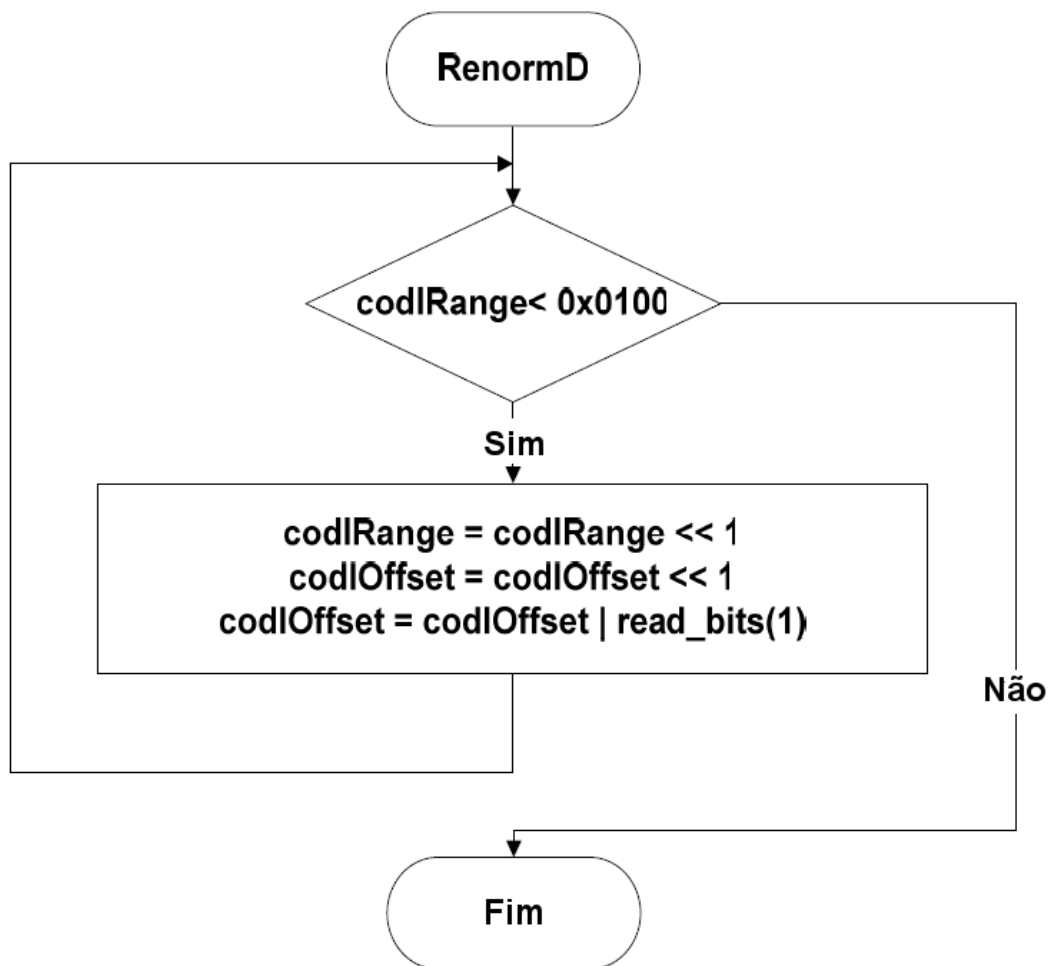 RenormD
codIRange< 0x0100
Sim
codIRange = codIRange << 1
codIOffset = codIOffset << 1
codIOffset = codIOffset | read_bits(1)
Não
Fim